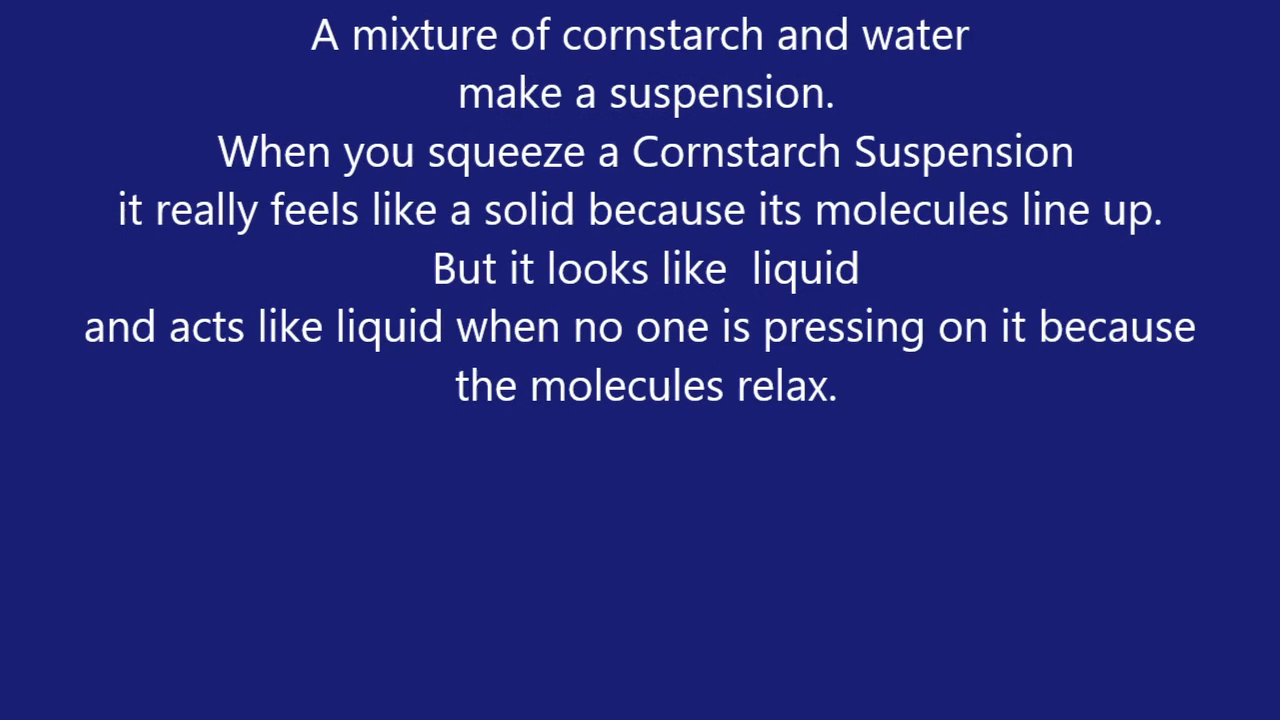 A mixture of cornstarch and water
make a suspension.
When you squeeze a Cornstarch Suspension
it really feels like a solid because its molecules line up.
But it looks like  liquid
and acts like liquid when no one is pressing on it because
the molecules relax.